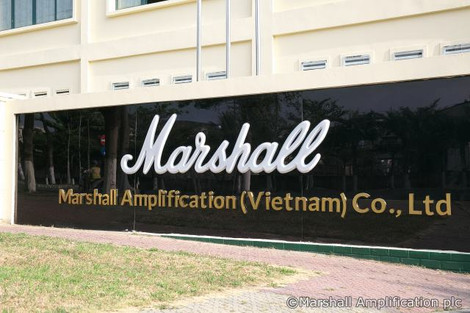 Marshall
Marshall Amplification (Vietnam) Co., Ltd
©Marshall Amplification plc